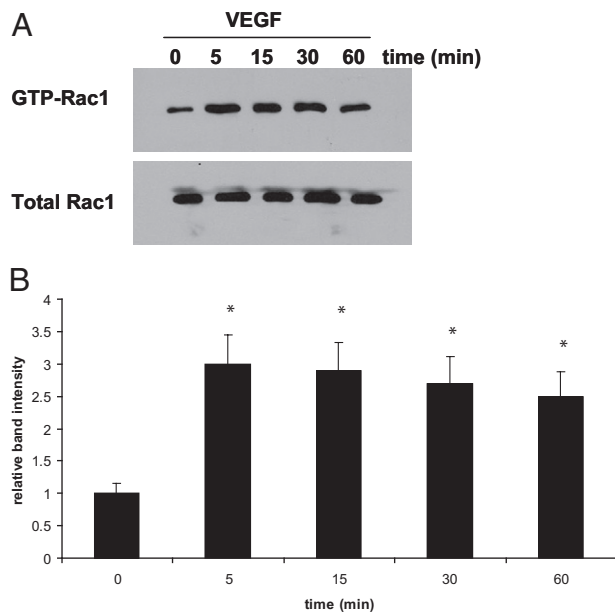 A
VEGF
0 5 15 30 60 time (min)
GTP-Rac1
Total Rac1
B
4
3.5
3
2.5
2
1.5
1
0.5
0
relative band intensity
* * * *
0 5 15 30 60
time (min)